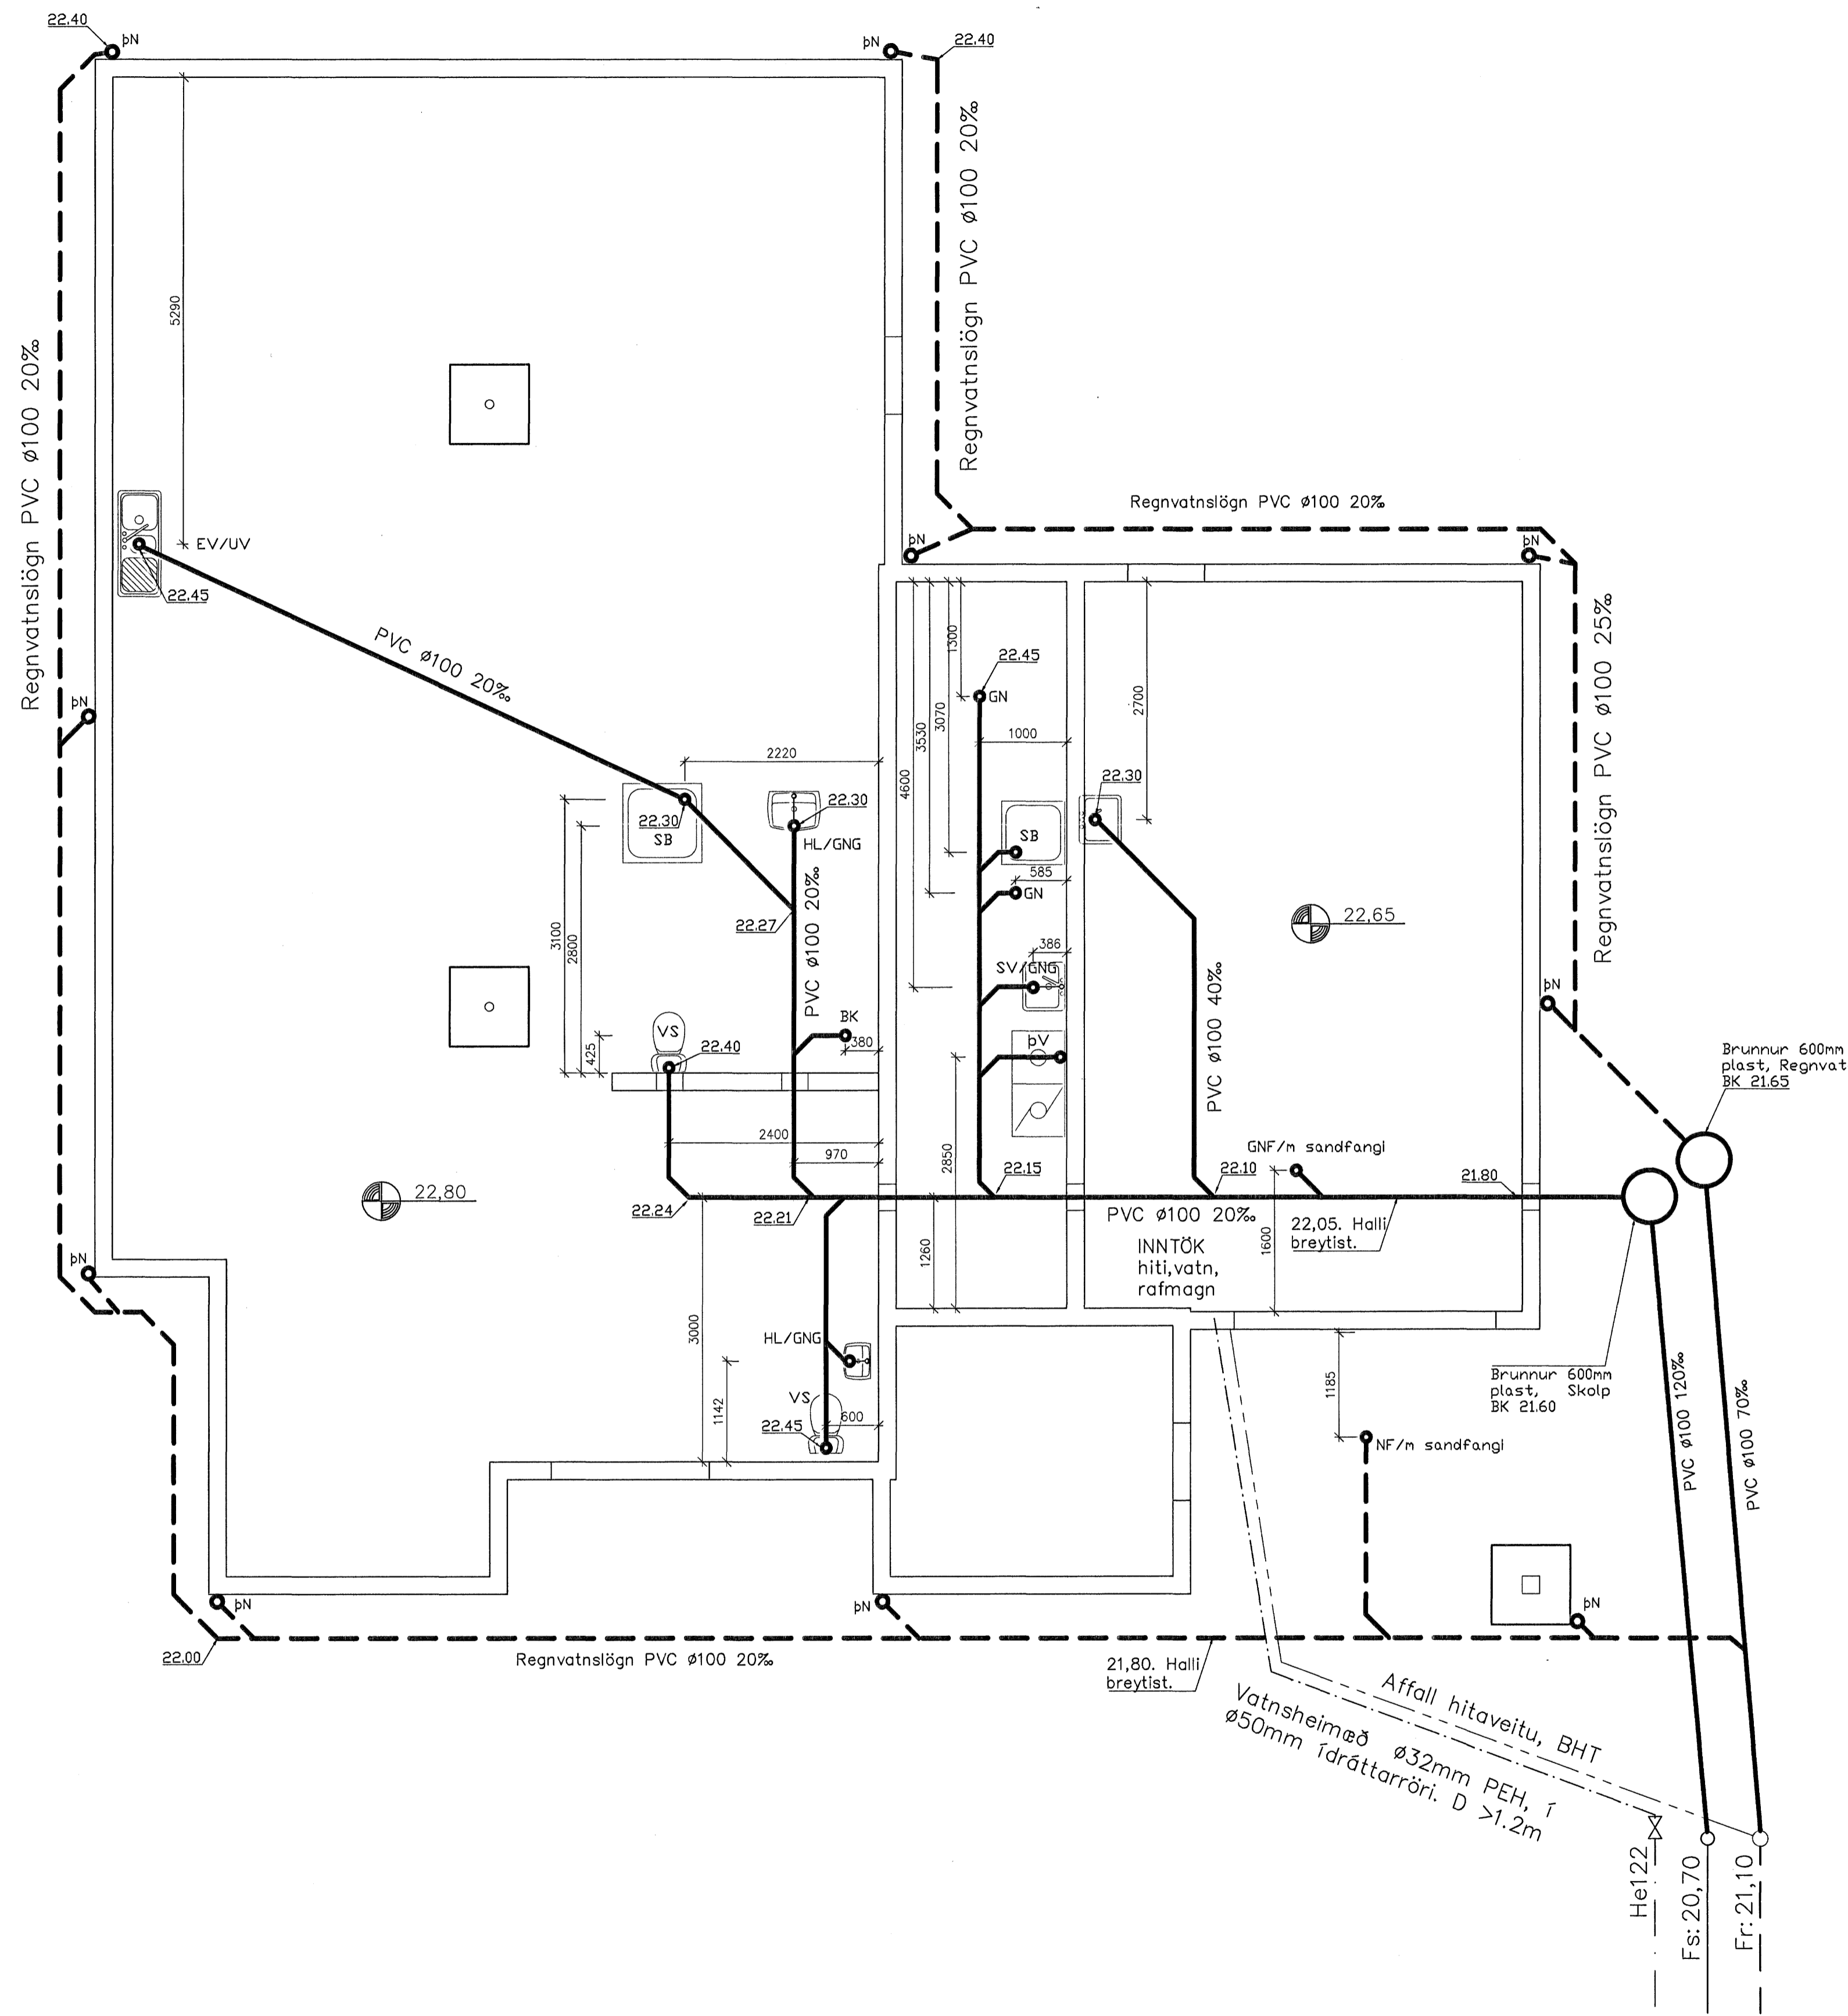 22.40
þN
þN
22.40
Regnvatnslögn PVC ø100 20‰
5290
Regnvatnslögn PVC ø100 20‰
Regnvatnslögn PVC ø100 20‰
þN
þN
EV/UV
22.45
PVC ø100 20‰
þN
1300
22.45
GN
3070
3530
4600
1000
2700
22.30
Regnvatnslögn PVC ø100 25‰
2220
22.30
SB
22.30
HL/GNG
SB
585
GN
3100
2800
22.27
PVC ø100 20‰
22,65
386
SV/GNG
BK
380
425
VS
22.40
þV
PVC ø100 40‰
þN
Brunnur 600mm
plast, Regnvat
BK 21.65
2400
970
2850
GNF/m sandfangi
22.15
22.10
21.80
22,80
22.24
22.21
PVC ø100 20‰
22,05. Halli
breytist.
1600
INNTÖK
hiti,vatn,
rafmagn
1260
þN
3000
HL/GNG
1142
VS
600
22.45
1185
Brunnur 600mm
plast, Skolp
BK 21.60
NF/m sandfangi
PVC ø100 120‰
PVC ø100 70‰
þN
þN
þN
22.00
Regnvatnslögn PVC ø100 20‰
21,80. Halli
breytist.
Affall hitaveitu, BHT
Vatnsheimæð ø32mm PEH, í
ø50mm ídráttarröri. D >1.2m
He122
Fs: 20,70
Fr: 21,10